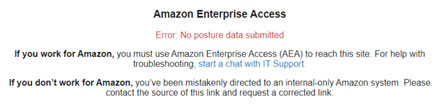 Amazon Enterprise Access
Error: No posture data submitted
If you work for Amazon, you must use Amazon Enterprise Access (AEA) to reach this site. For help with
troubleshooting, start a chat with IT Support.
If you don't work for Amazon, you've been mistakenly directed to an internal-only Amazon system. Please
contact the source of this link and request a corrected link.